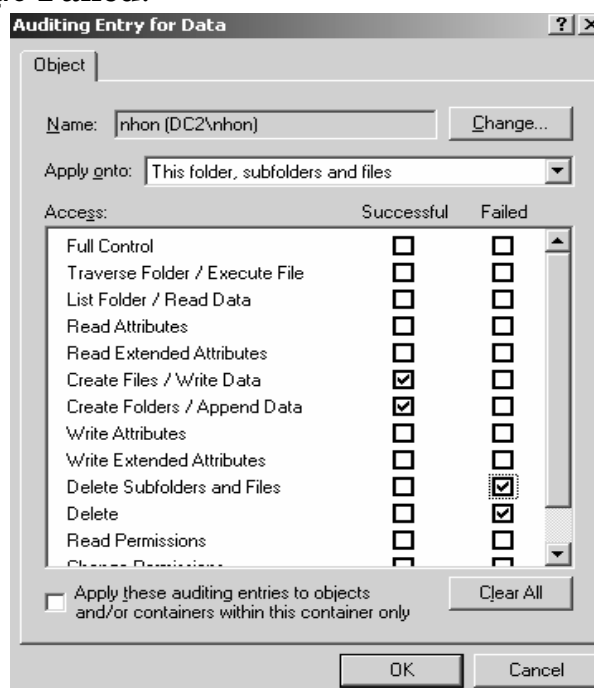 Auditing Entry for Data
Object
Name: nhon (DC2\nhon) Change...
Apply onto: This folder, subfolders and files
Access: Successful Failed
Full Control
Traverse Folder / Execute File
List Folder / Read Data
Read Attributes
Read Extended Attributes
Create Files / Write Data
Create Folders / Append Data
Write Attributes
Write Extended Attributes
Delete Subfolders and Files
Delete
Read Permissions
Apply these auditing entries to objects
and/or containers within this container only
Clear All
OK Cancel